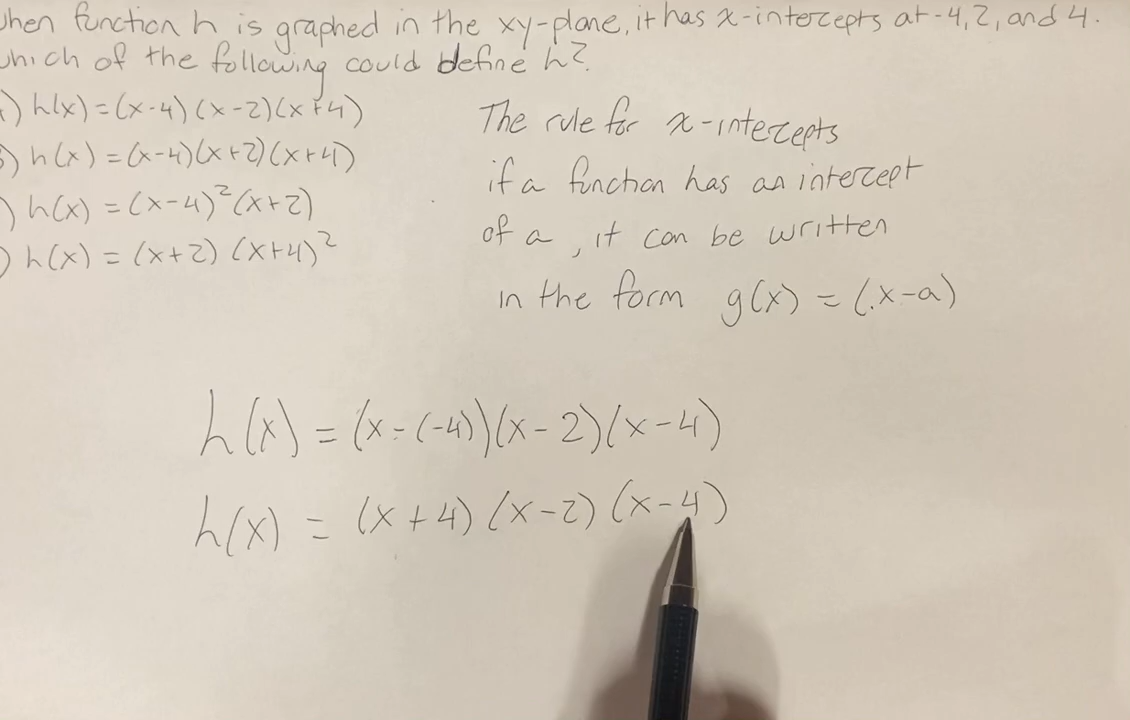 hen function h is graphed in the xy-plane, it has x-intercepts at -4, 2, and 4.
hich of the following could define h?
) h(x) = (x-4) (x-2)(x+4)
) h(x) = (x-4)(x+2)(x+4)
) h(x) = (x-4)²(x+2)
) h(x) = (x+2) (x+4)²
The rule for x-intercepts
if a function has an intercept
of a , it can be written
in the form g(x) = (x-a)
h(x) = (x-(-4))(x-2)(x-4)
h(x) = (x+4) (x-2) (x-4)